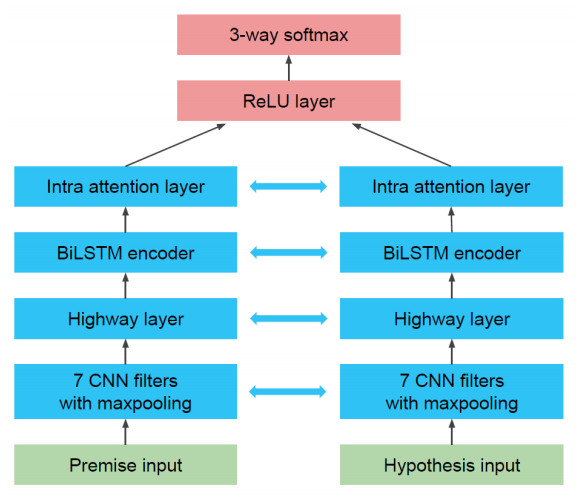 3-way softmax
ReLU layer
Intra attention layer
Intra attention layer
BiLSTM encoder
BiLSTM encoder
Highway layer
Highway layer
7 CNN filters
with maxpooling
7 CNN filters
with maxpooling
Premise input
Hypothesis input